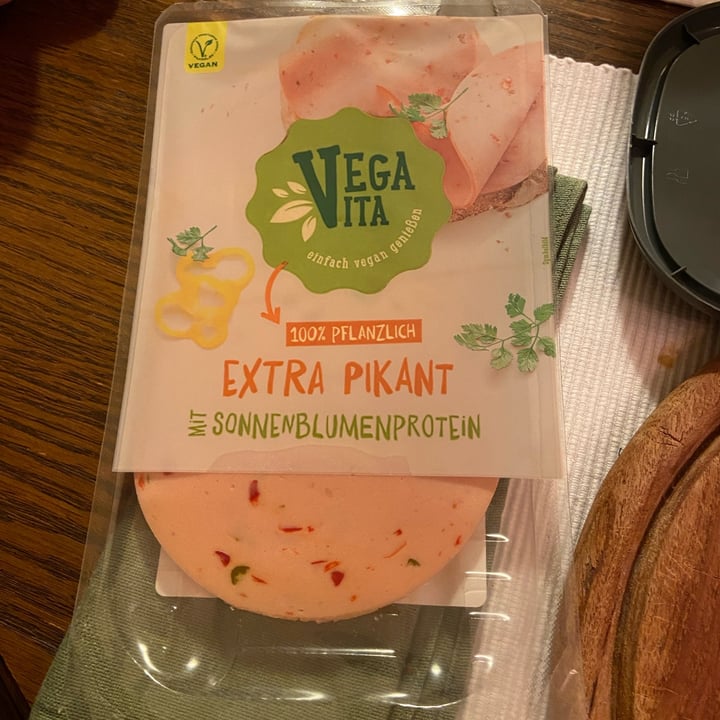 VEGAN
VEGA
VITA
einfach vegan genießen
100% PFLANZLICH
EXTRA PIKANT
MIT SONNENBLUMENPROTEIN